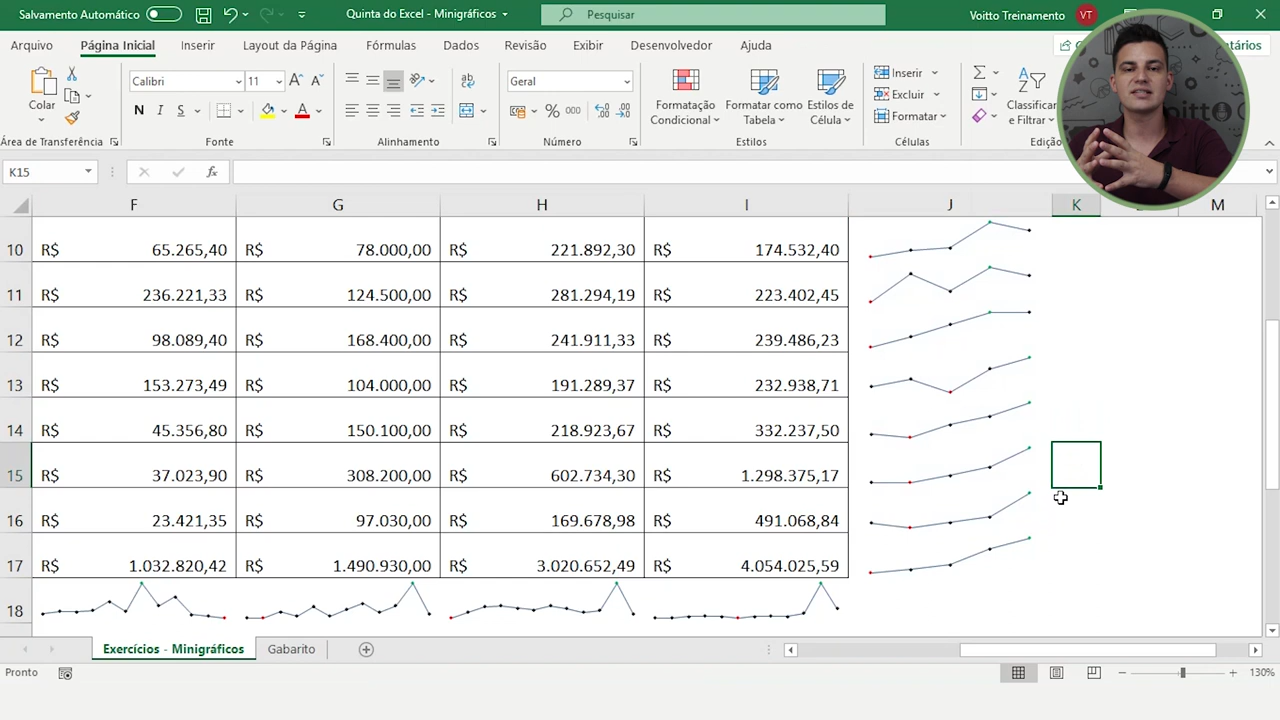 Salvamento Automático
Quinta do Excel - Minigráficos
Pesquisar
Voitto Treinamento VT
Arquivo Página Inicial Inserir Layout da Página Fórmulas Dados Revisão Exibir Desenvolvedor Ajuda
Colar
Calibri 11
N I S
Geral
% 000
Formatação
Condicional
Formatar como
Tabela
Estilos de
Célula
Inserir
Excluir
Formatar
Classificar
e Filtrar
Área de Transferência Fonte Alinhamento Número Estilos Células Edição
K15 fx
F G H I J K M
10 R$ 65.265,40 R$ 78.000,00 R$ 221.892,30 R$ 174.532,40
11 R$ 236.221,33 R$ 124.500,00 R$ 281.294,19 R$ 223.402,45
12 R$ 98.089,40 R$ 168.400,00 R$ 241.911,33 R$ 239.486,23
13 R$ 153.273,49 R$ 104.000,00 R$ 191.289,37 R$ 232.938,71
14 R$ 45.356,80 R$ 150.100,00 R$ 218.923,67 R$ 332.237,50
15 R$ 37.023,90 R$ 308.200,00 R$ 602.734,30 R$ 1.298.375,17
16 R$ 23.421,35 R$ 97.030,00 R$ 169.678,98 R$ 491.068,84
17 R$ 1.032.820,42 R$ 1.490.930,00 R$ 3.020.652,49 R$ 4.054.025,59
18
Exercícios - Minigráficos Gabarito
Pronto 130%